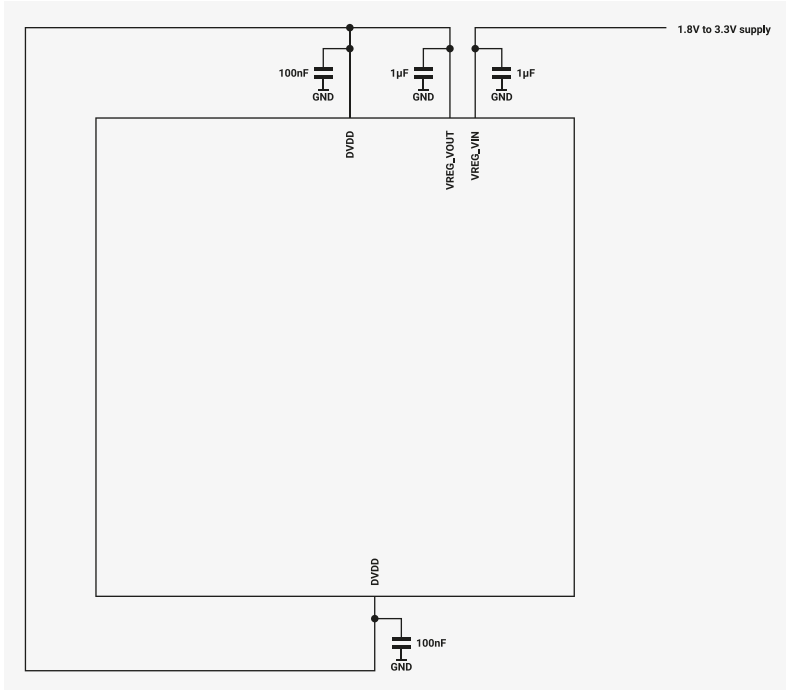 1.8V to 3.3V supply
100nF
1µF
1µF
GND
GND
GND
DVDD
VREG_VOUT
VREG_VIN
DVDD
100nF
GND